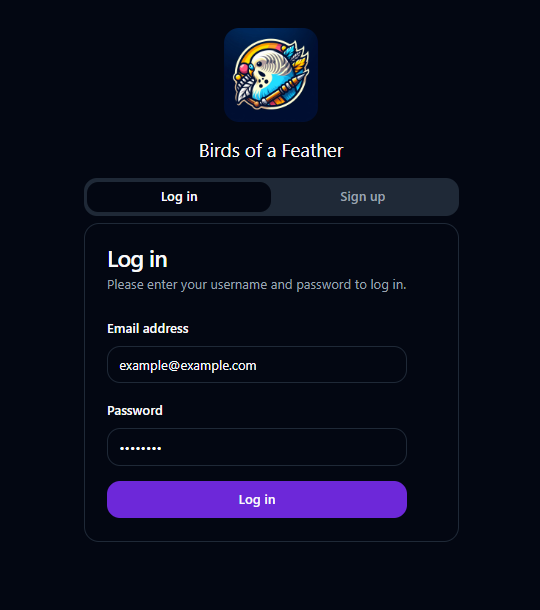 Birds of a Feather
Log in
Sign up
Log in
Please enter your username and password to log in.
Email address
example@example.com
Password
••••••••
Log in